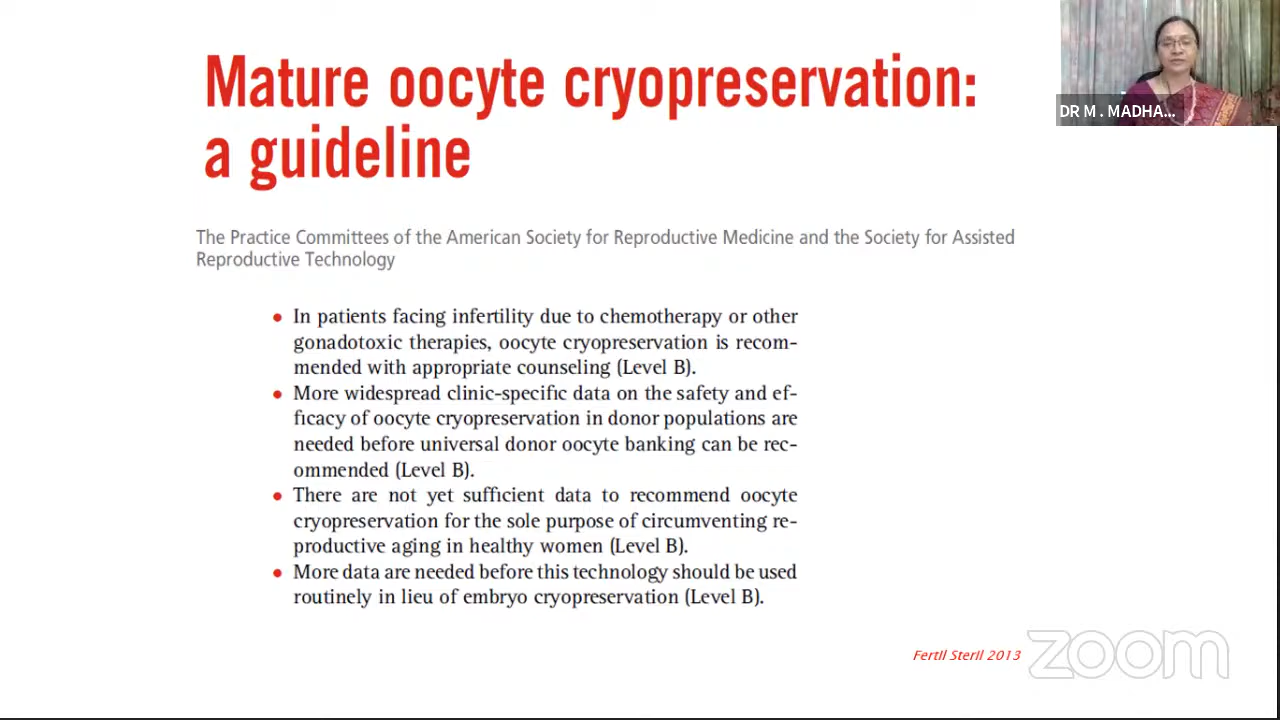 Mature oocyte cryopreservation:
a guideline
DR M . MADHA...
The Practice Committees of the American Society for Reproductive Medicine and the Society for Assisted
Reproductive Technology
• In patients facing infertility due to chemotherapy or other
gonadotoxic therapies, oocyte cryopreservation is recom-
mended with appropriate counseling (Level B).
• More widespread clinic-specific data on the safety and ef-
ficacy of oocyte cryopreservation in donor populations are
needed before universal donor oocyte banking can be rec-
ommended (Level B).
• There are not yet sufficient data to recommend oocyte
cryopreservation for the sole purpose of circumventing re-
productive aging in healthy women (Level B).
• More data are needed before this technology should be used
routinely in lieu of embryo cryopreservation (Level B).
Fertil Steril 2013
zoom